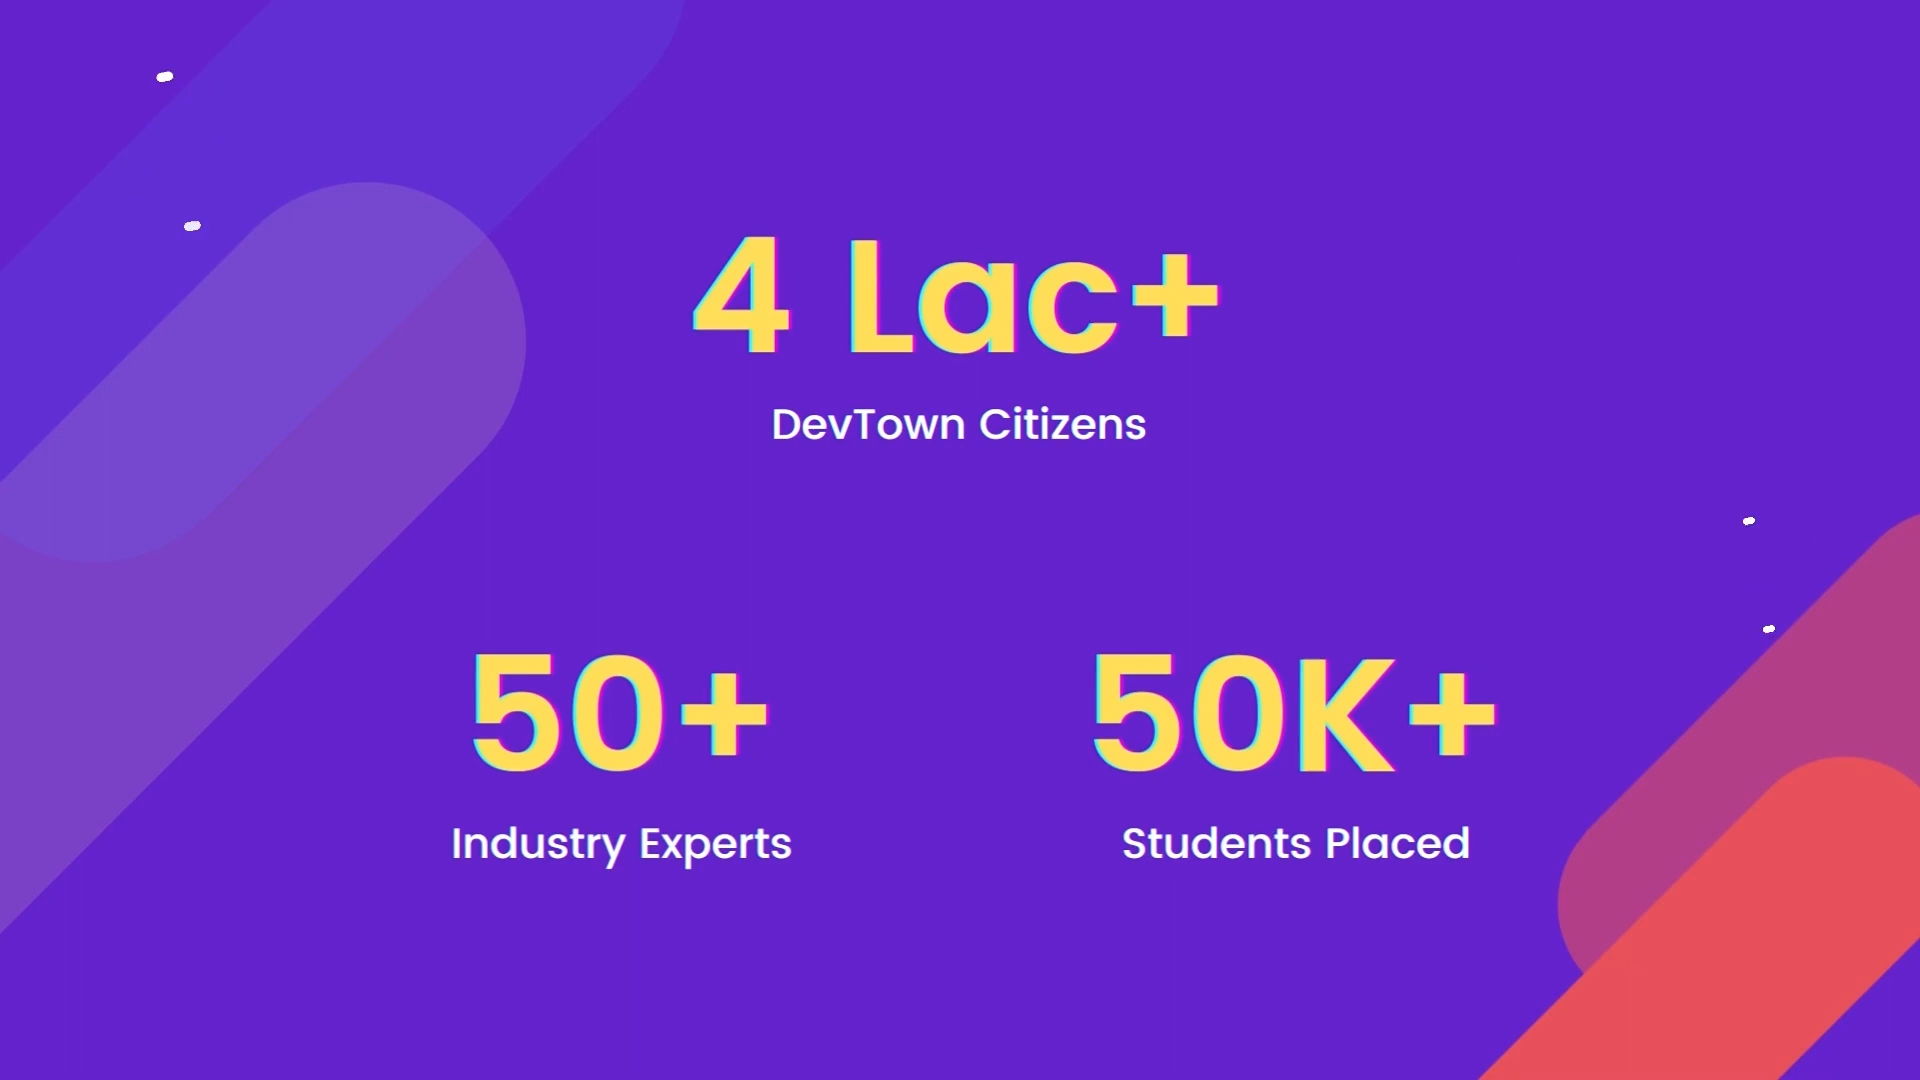 4 Lac+
DevTown Citizens
50+
Industry Experts
50K+
Students Placed